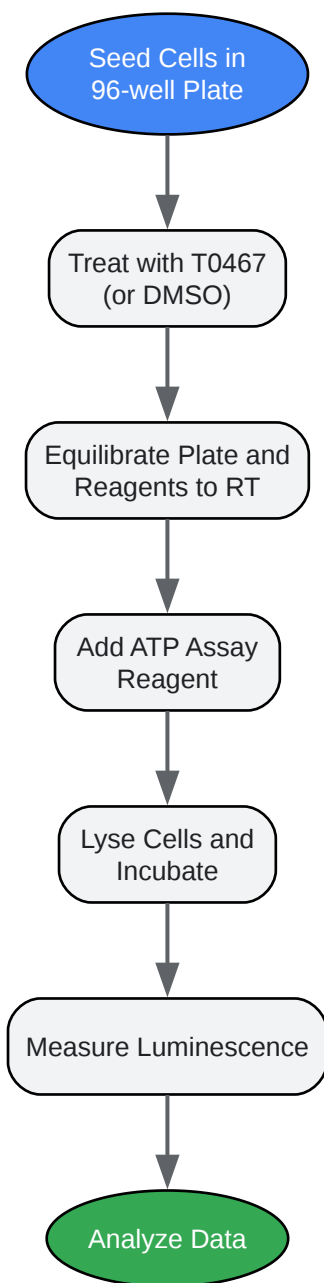 Seed Cells in
96-well Plate
Treat with T0467
(or DMSO)
Equilibrate Plate and
Reagents to RT
Add ATP Assay
Reagent
Lyse Cells and
Incubate
Measure Luminescence
Analyze Data